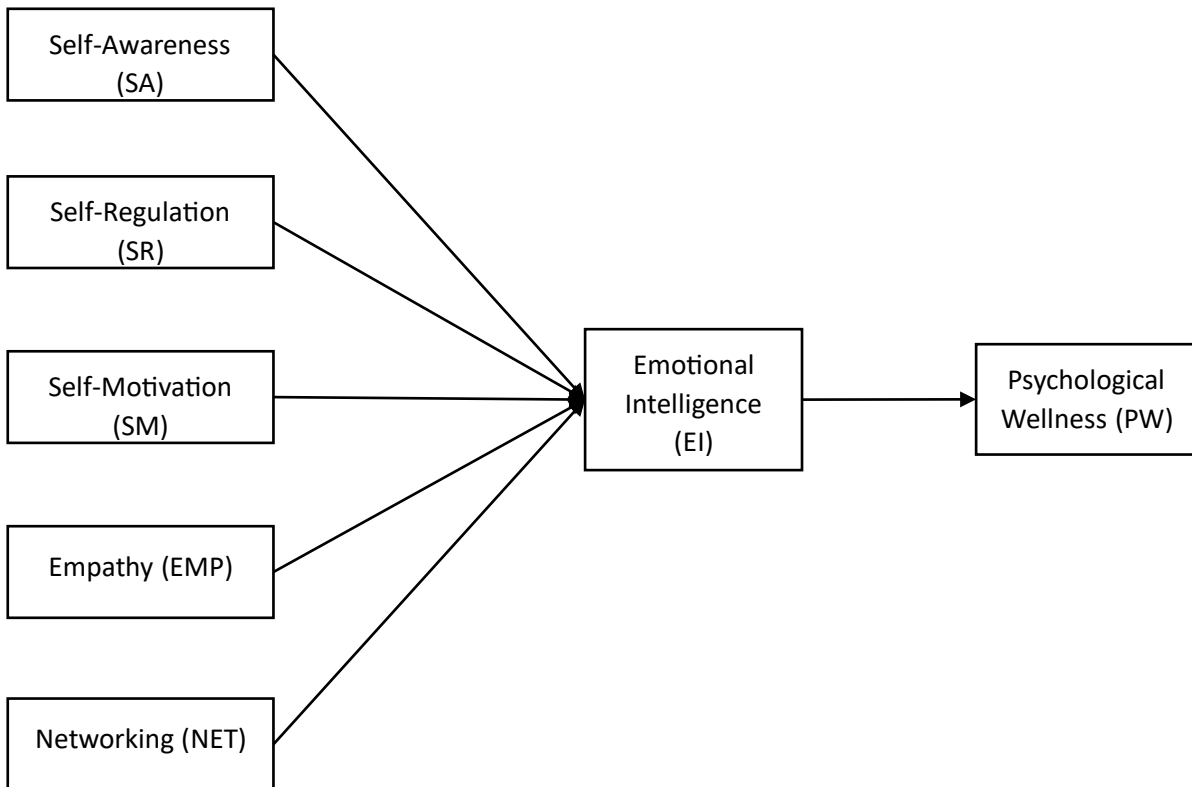 Self-Awareness
(SA)
Self-Regulation
(SR)
Self-Motivation
(SM)
Empathy (EMP)
Networking (NET)
Emotional
Intelligence
(EI)
Psychological
Wellness (PW)